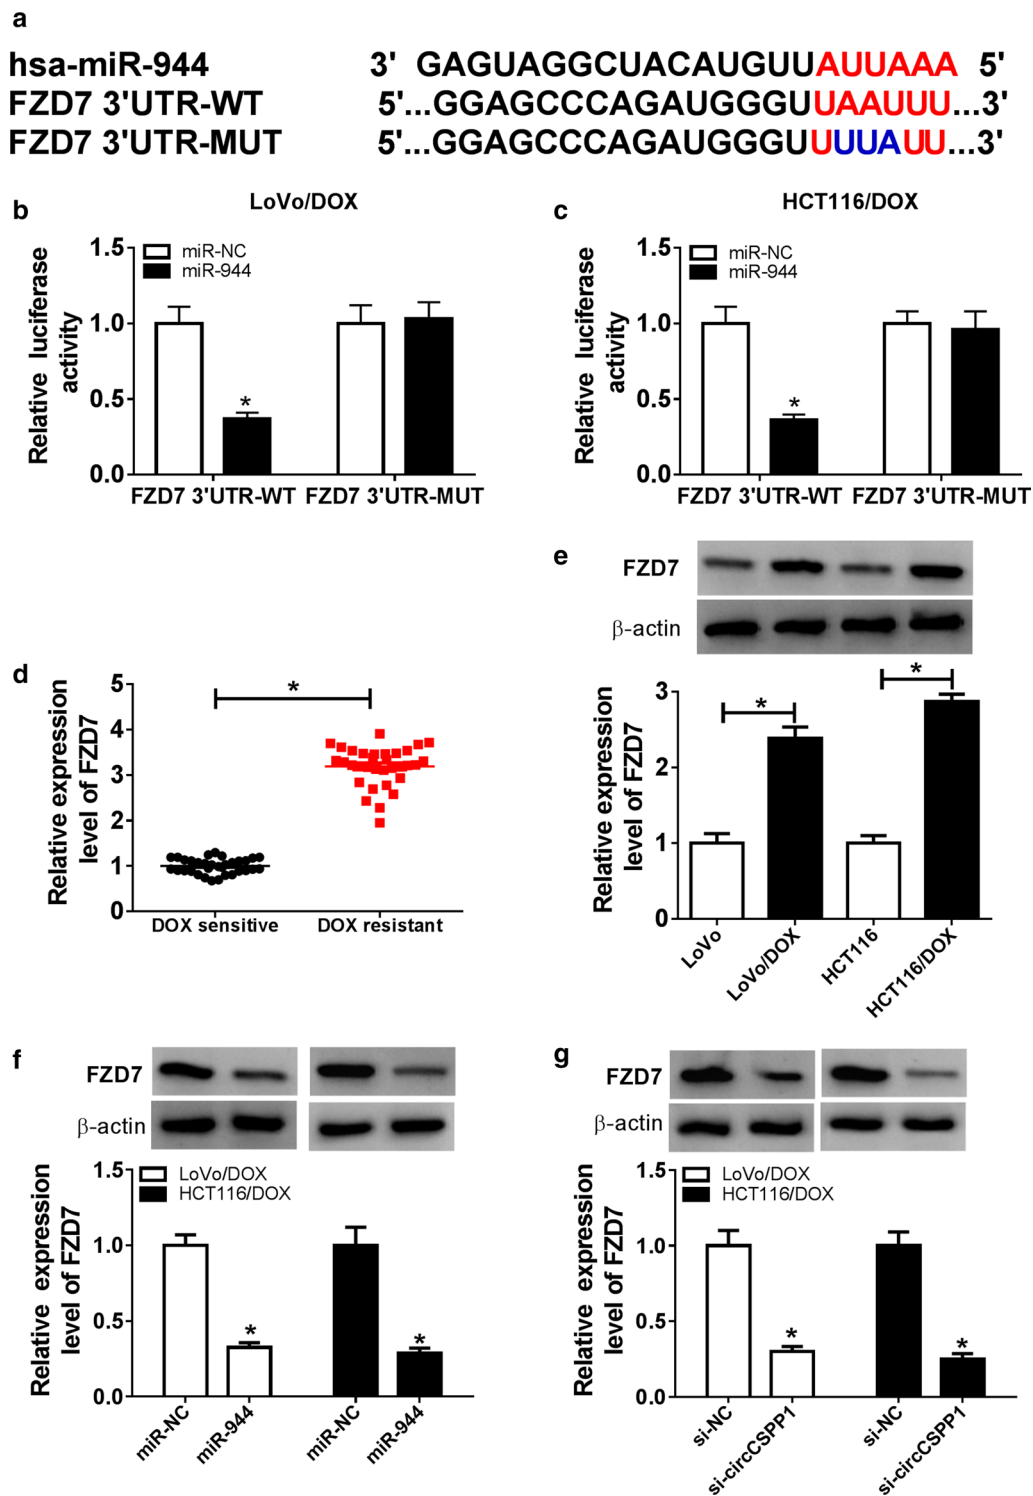 a
hsa-miR-944 3' GAGUAGGCUACAUGUUAUUAAA 5'
FZD7 3'UTR-WT 5'...GGAGCCCAGAUGGGUUAAUUU...3'
FZD7 3'UTR-MUT 5'...GGAGCCCAGAUGGGUUUUAUU...3'
b
LoVo/DOX
Relative luciferase
activity
1.5
1.0
0.5
0.0
miR-NC
miR-944
*
FZD7 3'UTR-WT FZD7 3'UTR-MUT
c
HCT116/DOX
Relative luciferase
activity
1.5
1.0
0.5
0.0
miR-NC
miR-944
*
FZD7 3'UTR-WT FZD7 3'UTR-MUT
d
Relative expression
level of FZD7
5
4
3
2
1
0
*
DOX sensitive DOX resistant
e
FZD7
β-actin
Relative expression
level of FZD7
3
2
1
0
*
*
LoVo
LoVo/DOX
HCT116
HCT116/DOX
f
FZD7
β-actin
Relative expression
level of FZD7
1.5
1.0
0.5
0.0
LoVo/DOX
HCT116/DOX
*
*
miR-NC
miR-944
miR-NC
miR-944
g
FZD7
β-actin
Relative expression
level of FZD7
1.5
1.0
0.5
0.0
LoVo/DOX
HCT116/DOX
*
*
si-NC
si-circCSPP1
si-NC
si-circCSPP1